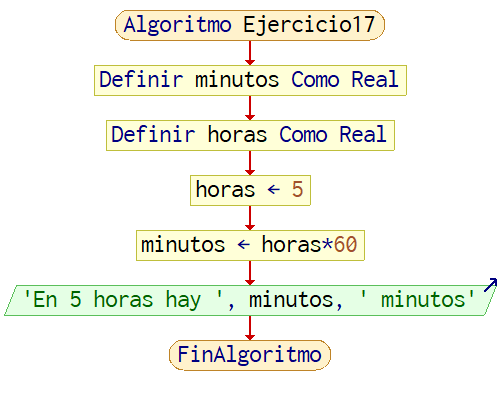 Algoritmo Ejercicio17
Definir minutos Como Real
Definir horas Como Real
horas ← 5
minutos ← horas*60
'En 5 horas hay ', minutos, ' minutos'
FinAlgoritmo